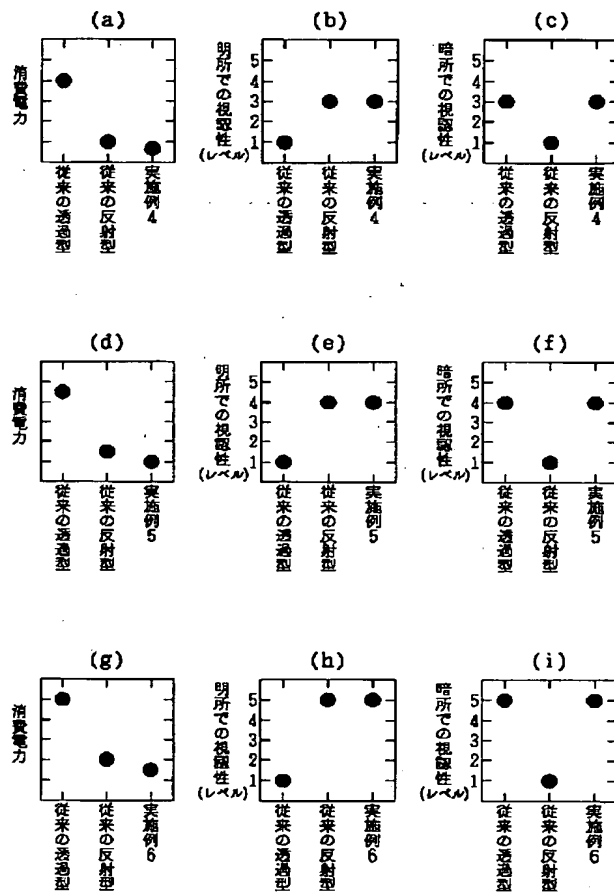 (a)
消費電力
従来の透過型
従来の反射型
実施例4
(b)
明所での視認性
(レベル)
5
4
3
2
1
従来の透過型
従来の反射型
実施例4
(c)
暗所での視認性
(レベル)
5
4
3
2
1
従来の透過型
従来の反射型
実施例4
(d)
消費電力
従来の透過型
従来の反射型
実施例5
(e)
明所での視認性
(レベル)
5
4
3
2
1
従来の透過型
従来の反射型
実施例5
(f)
暗所での視認性
(レベル)
5
4
3
2
1
従来の透過型
従来の反射型
実施例5
(g)
消費電力
従来の透過型
従来の反射型
実施例6
(h)
明所での視認性
(レベル)
5
4
3
2
1
従来の透過型
従来の反射型
実施例6
(i)
暗所での視認性
(レベル)
5
4
3
2
1
従来の透過型
従来の反射型
実施例6